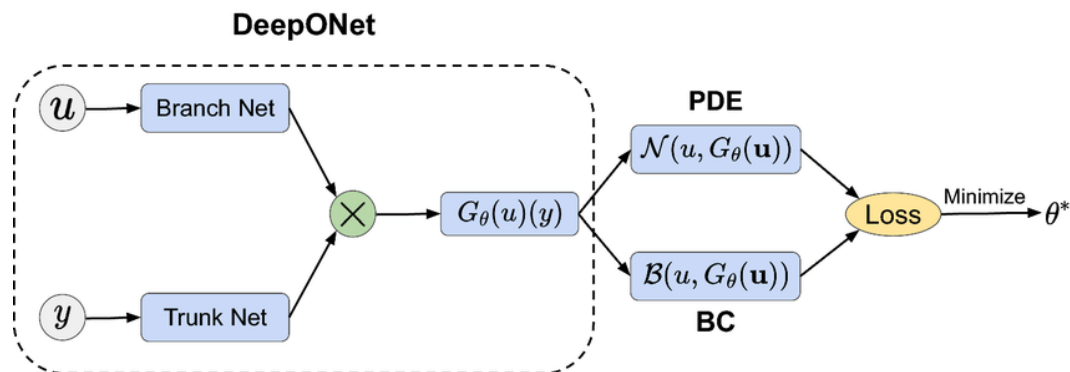 DeepONet
u
Branch Net
PDE
𝒩(u, G_θ(𝐮))
×
G_θ(u)(y)
Loss
Minimize
θ*
y
Trunk Net
ℬ(u, G_θ(𝐮))
BC